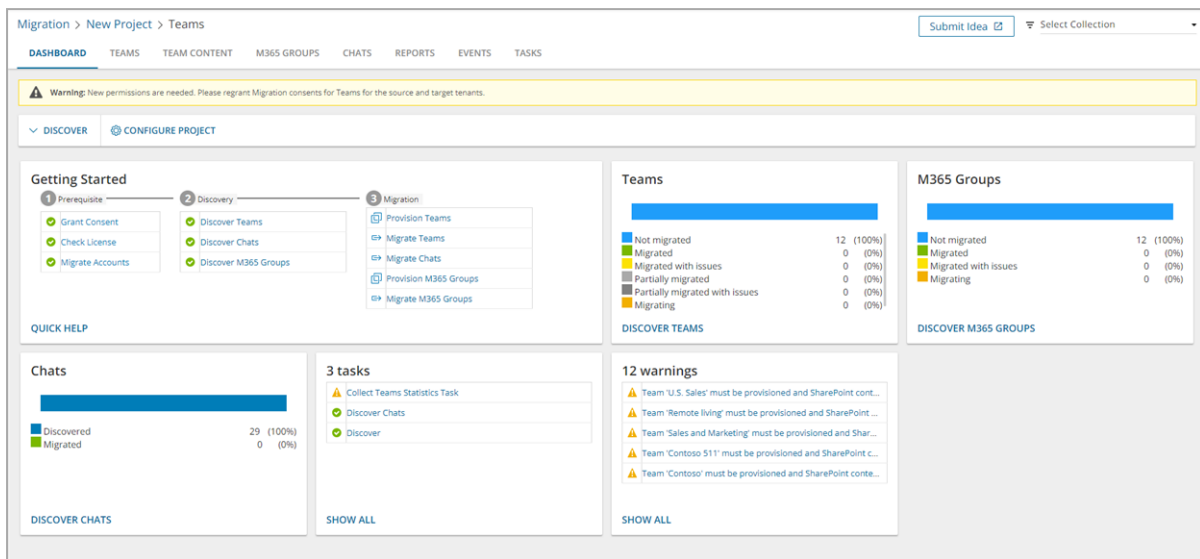 Migration > New Project > Teams
Submit Idea
Select Collection
DASHBOARD TEAMS TEAM CONTENT M365 GROUPS CHATS REPORTS EVENTS TASKS
Warning: New permissions are needed. Please regrant Migration consents for Teams for the source and target tenants.
DISCOVER
CONFIGURE PROJECT
Getting Started
1 Prerequisite
Grant Consent
Check License
Migrate Accounts
2 Discovery
Discover Teams
Discover Chats
Discover M365 Groups
3 Migration
Provision Teams
Migrate Teams
Migrate Chats
Provision M365 Groups
Migrate M365 Groups
QUICK HELP
Teams
Not migrated 12 (100%)
Migrated 0 (0%)
Migrated with issues 0 (0%)
Partially migrated 0 (0%)
Partially migrated with issues 0 (0%)
Migrating 0 (0%)
DISCOVER TEAMS
M365 Groups
Not migrated 12 (100%)
Migrated 0 (0%)
Migrated with issues 0 (0%)
Migrating 0 (0%)
DISCOVER M365 GROUPS
Chats
Discovered 29 (100%)
Migrated 0 (0%)
DISCOVER CHATS
3 tasks
Collect Teams Statistics Task
Discover Chats
Discover
SHOW ALL
12 warnings
Team 'U.S. Sales' must be provisioned and SharePoint cont...
Team 'Remote living' must be provisioned and SharePoint ...
Team 'Sales and Marketing' must be provisioned and Shar...
Team 'Contoso 511' must be provisioned and SharePoint c...
Team 'Contoso' must be provisioned and SharePoint conte...
SHOW ALL